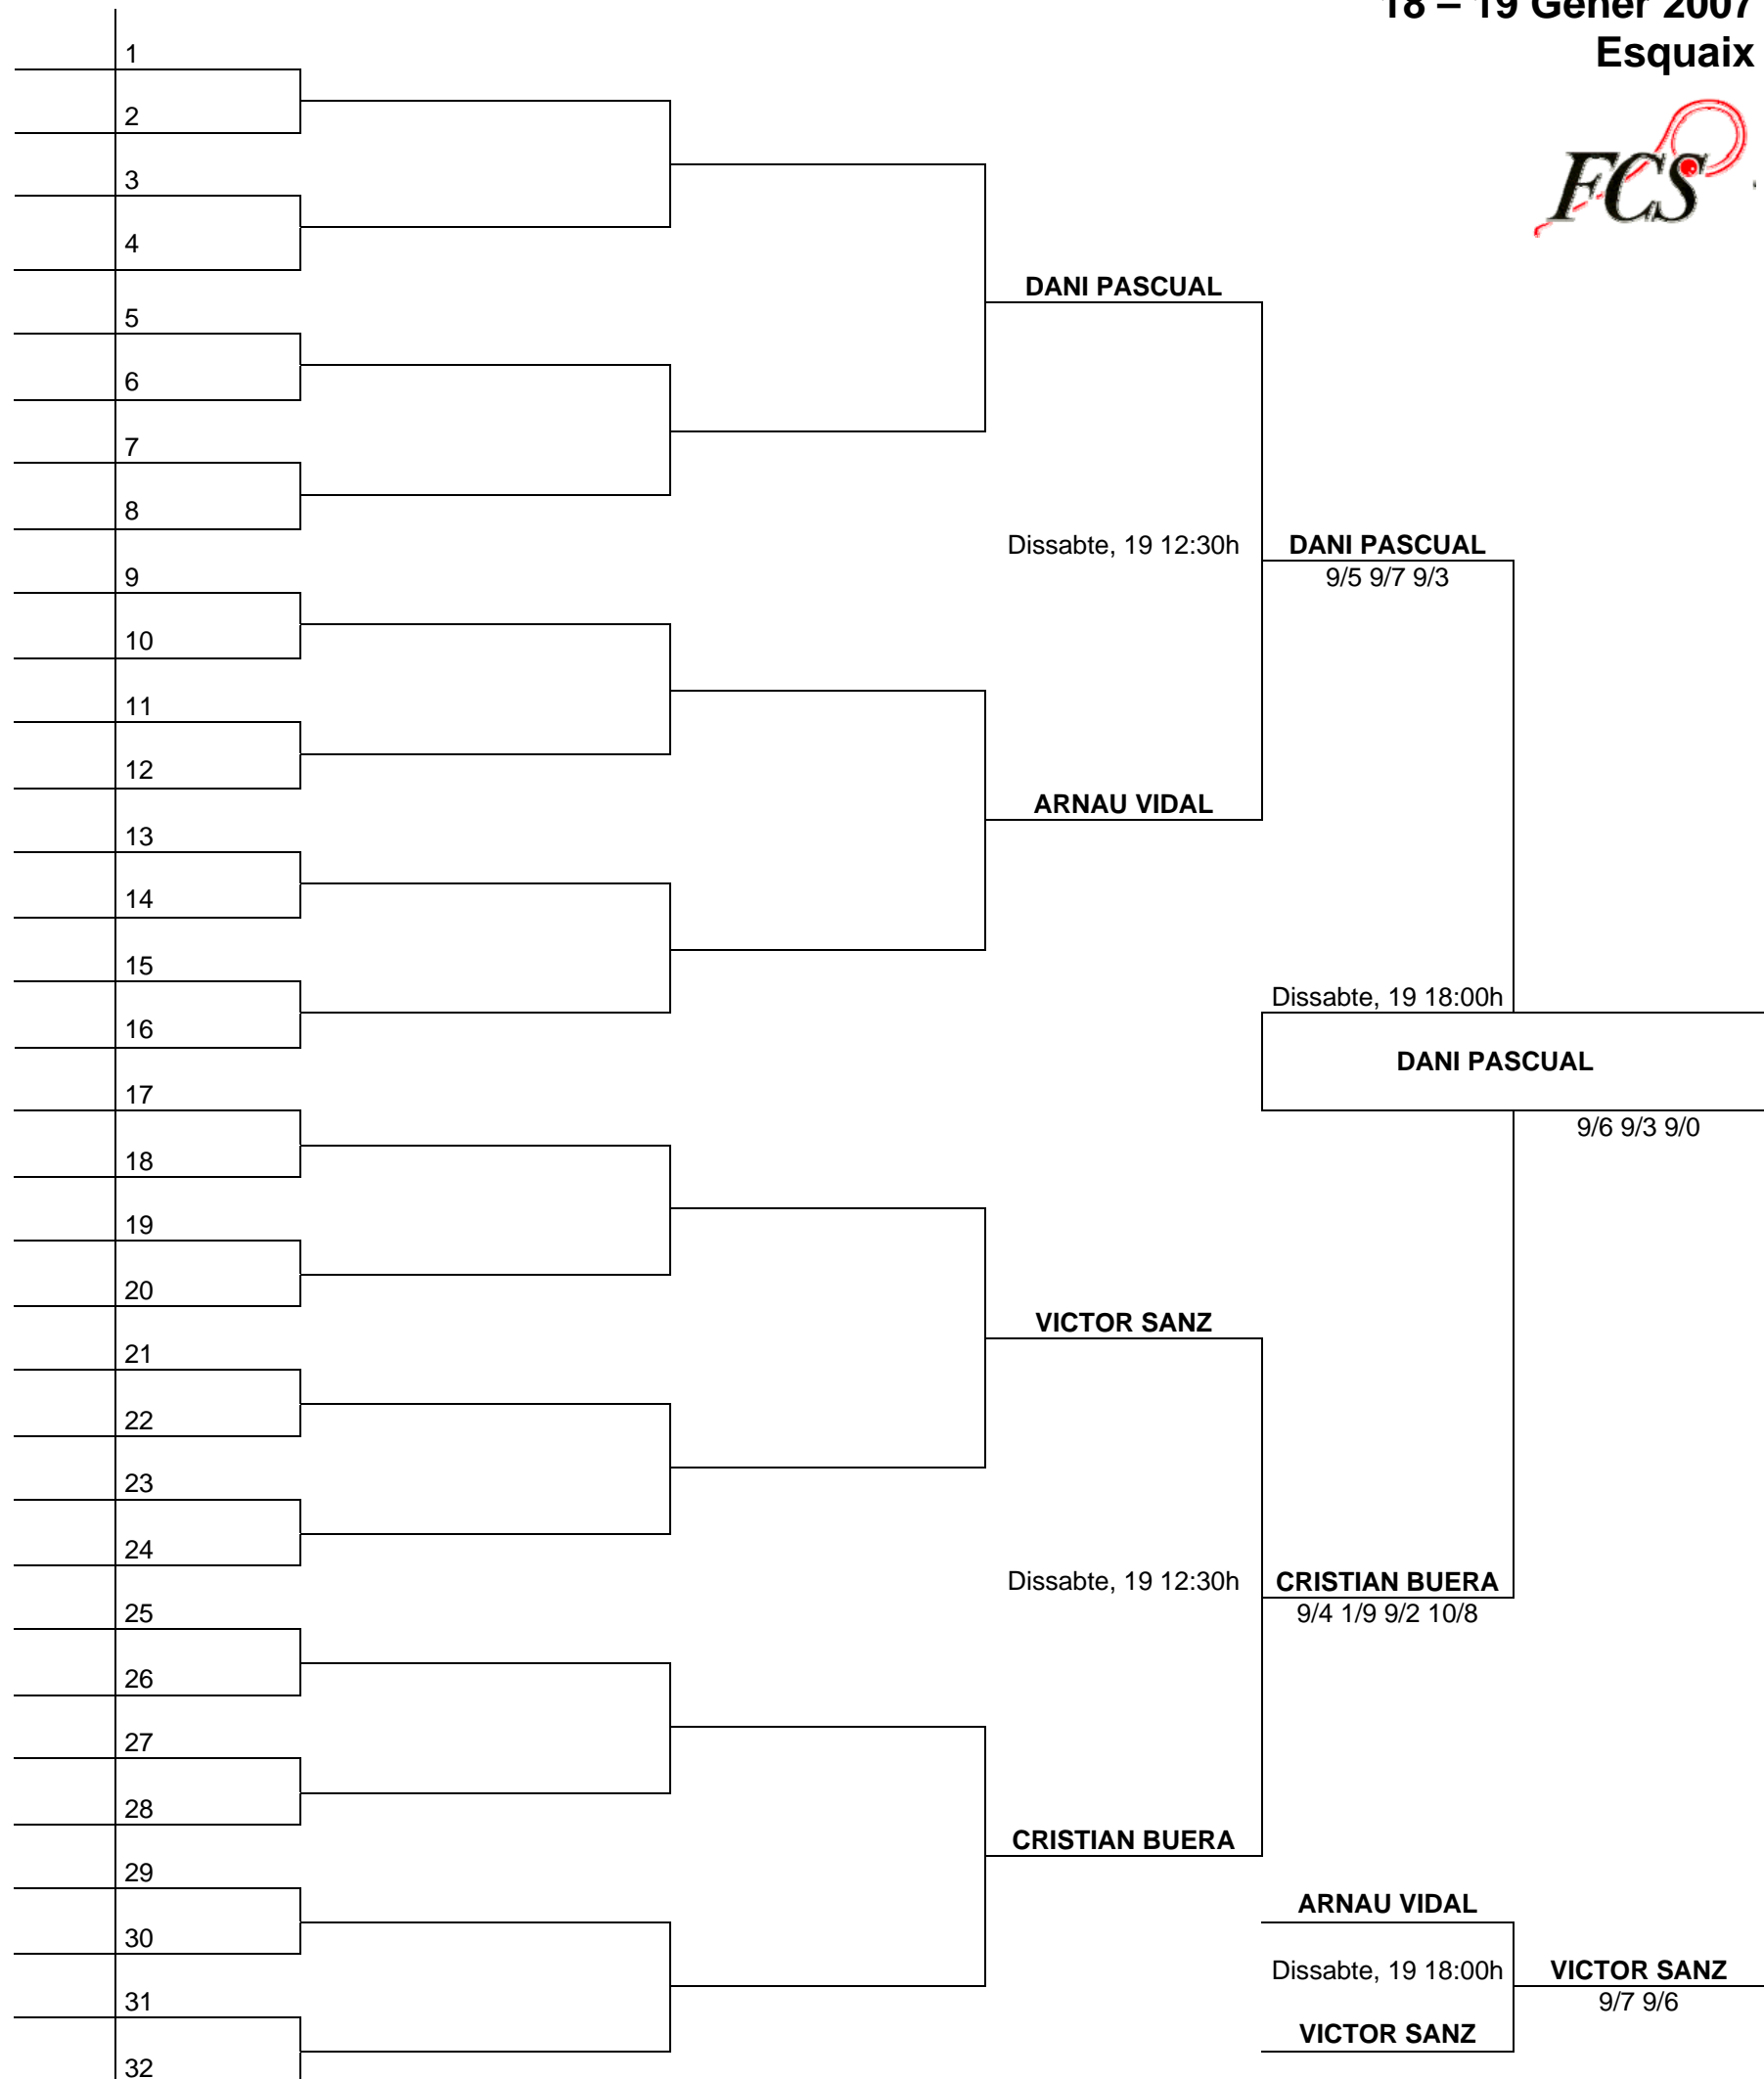 18 – 19 Gener 2007
Esquaix
FCS
1
2
3
4
DANI PASCUAL
5
6
7
8
Dissabte, 19 12:30h
DANI PASCUAL
9/5 9/7 9/3
9
10
11
12
ARNAU VIDAL
13
14
15
16
Dissabte, 19 18:00h
DANI PASCUAL
9/6 9/3 9/0
17
18
19
20
VICTOR SANZ
21
22
23
24
Dissabte, 19 12:30h
CRISTIAN BUERA
9/4 1/9 9/2 10/8
25
26
27
28
CRISTIAN BUERA
29
30
31
32
ARNAU VIDAL
Dissabte, 19 18:00h
VICTOR SANZ
9/7 9/6
VICTOR SANZ